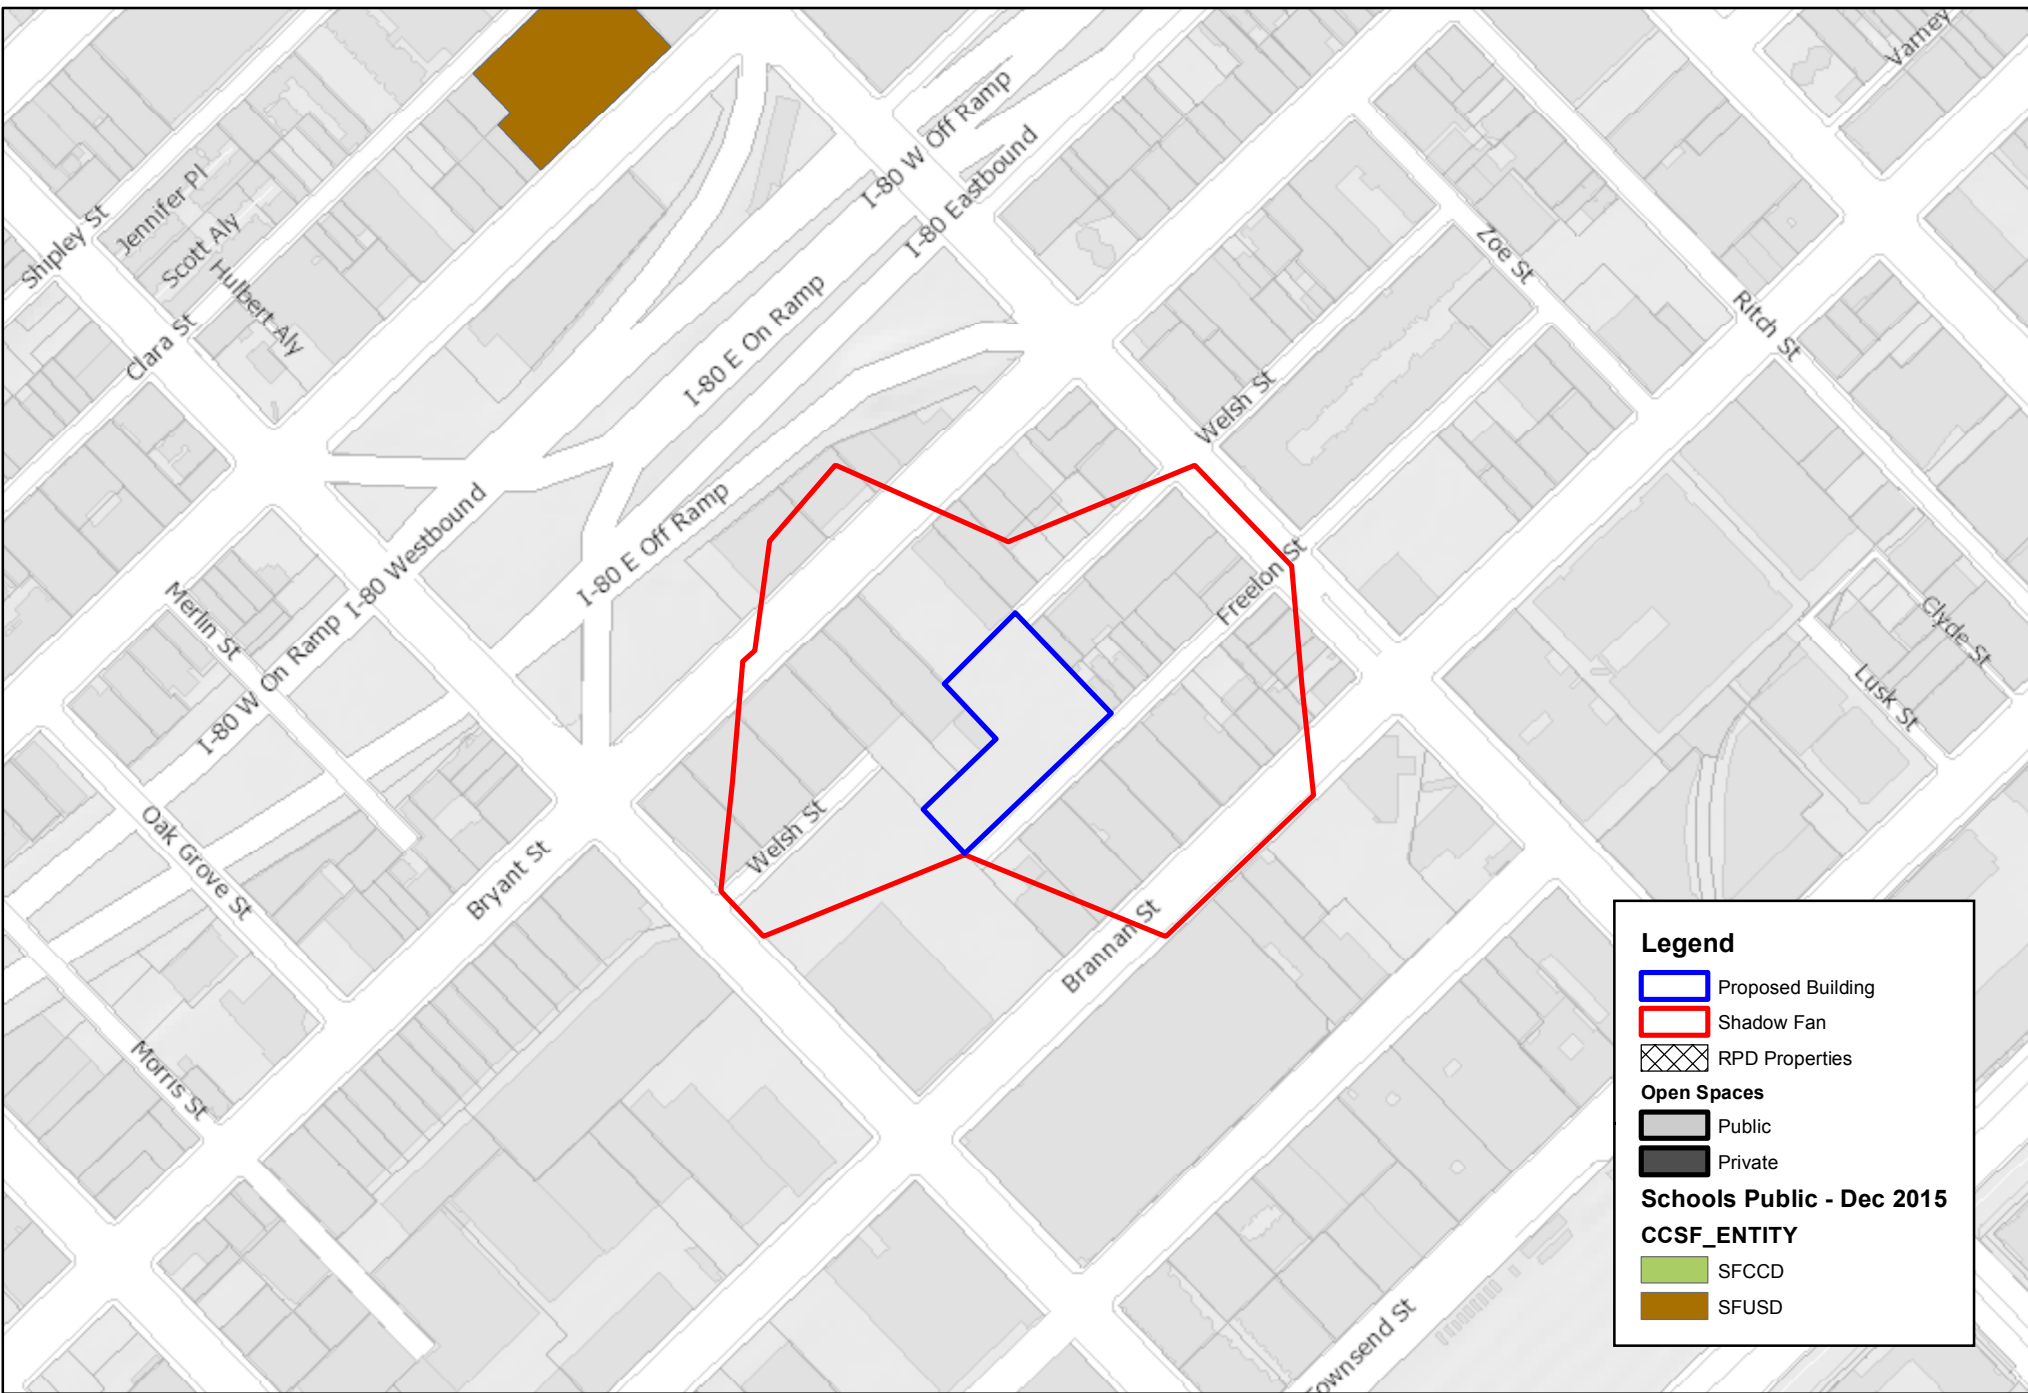 Varney
I-80 W Off Ramp
I-80 Eastbound
Jennifer Pl
Scott Aly
Shipley St
Hulbert Aly
Clara St
Zoe St
Ritch St
I-80 E On Ramp
Welsh St
I-80 Westbound
I-80 E Off Ramp
Freelon St
Merlin St
I-80 W On Ramp
Clyde St
Lusk St
Oak Grove St
Bryant St
Welsh St
Brannan St
Morris St
Townsend St
Legend
Proposed Building
Shadow Fan
RPD Properties
Open Spaces
Public
Private
Schools Public - Dec 2015
CCSF_ENTITY
SFCCD
SFUSD